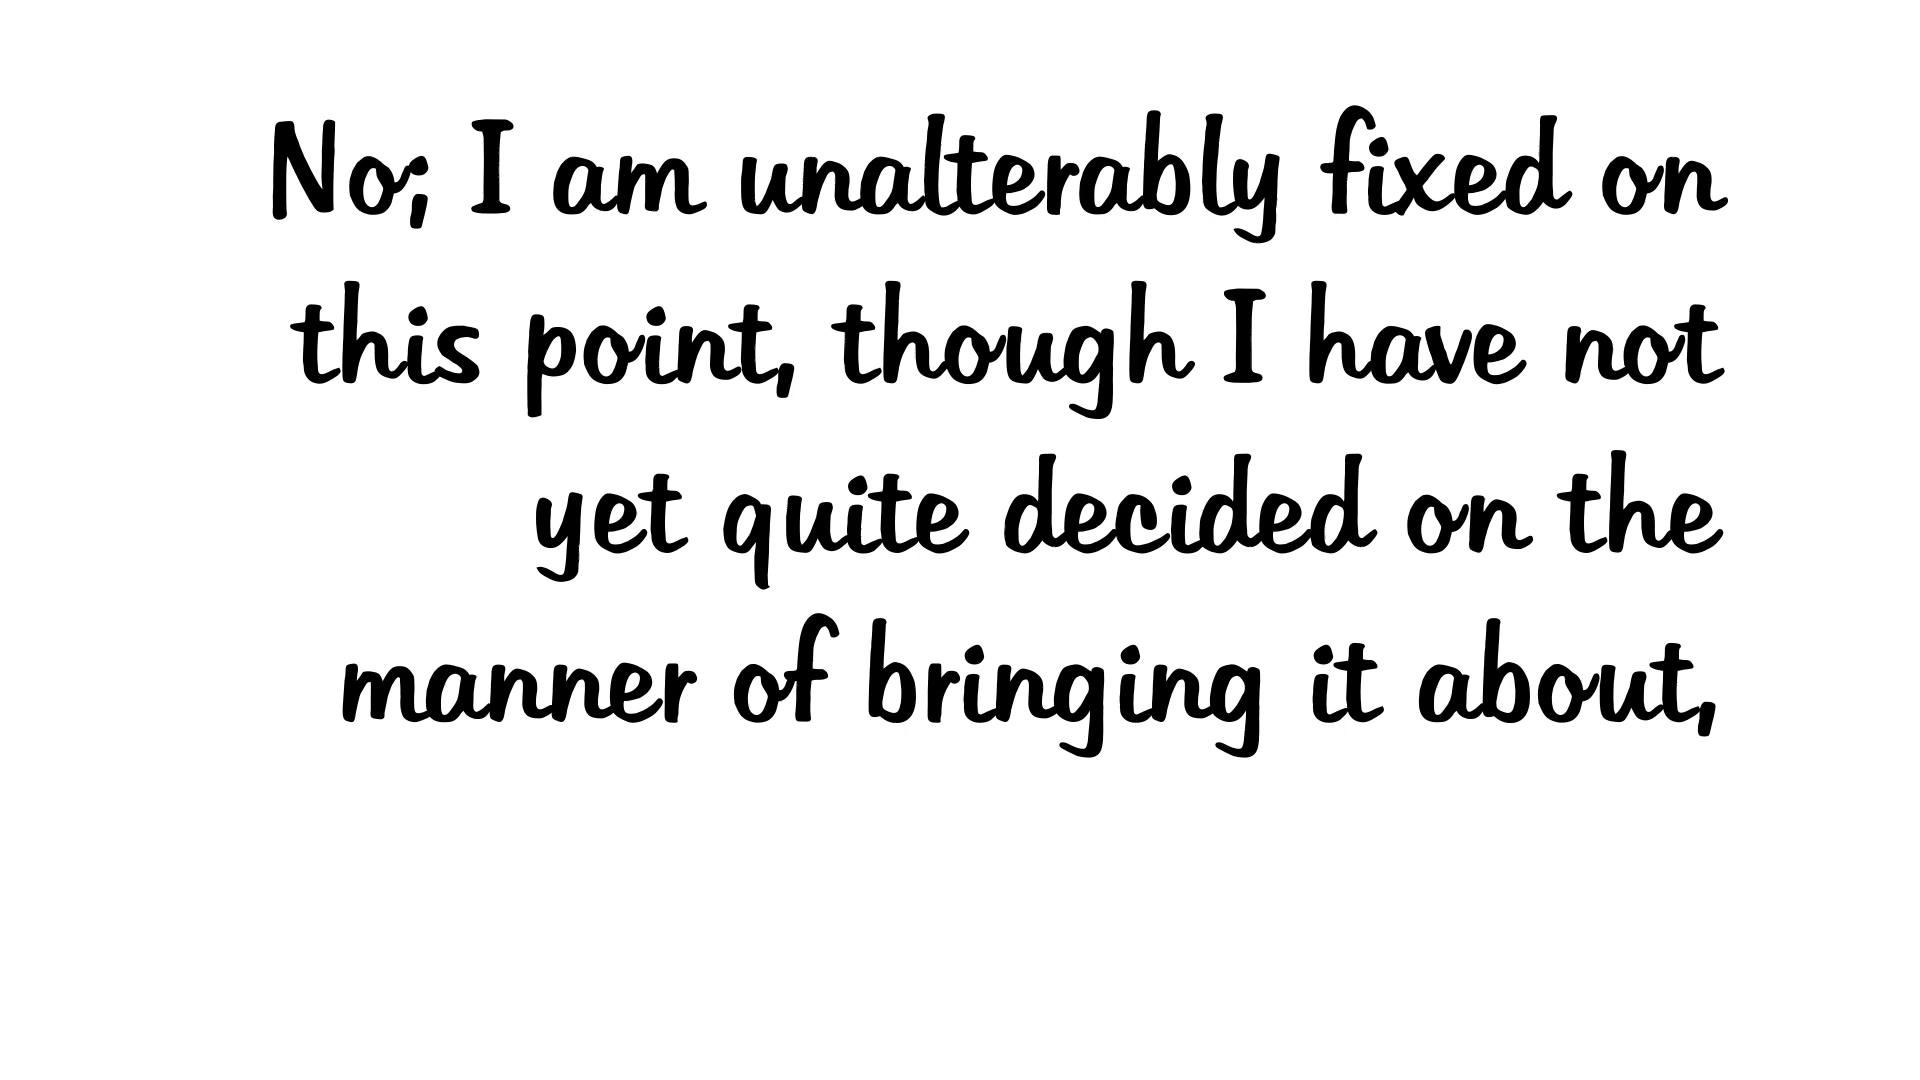 No; I am unalterably fixed on
this point, though I have not
yet quite decided on the
manner of bringing it about,